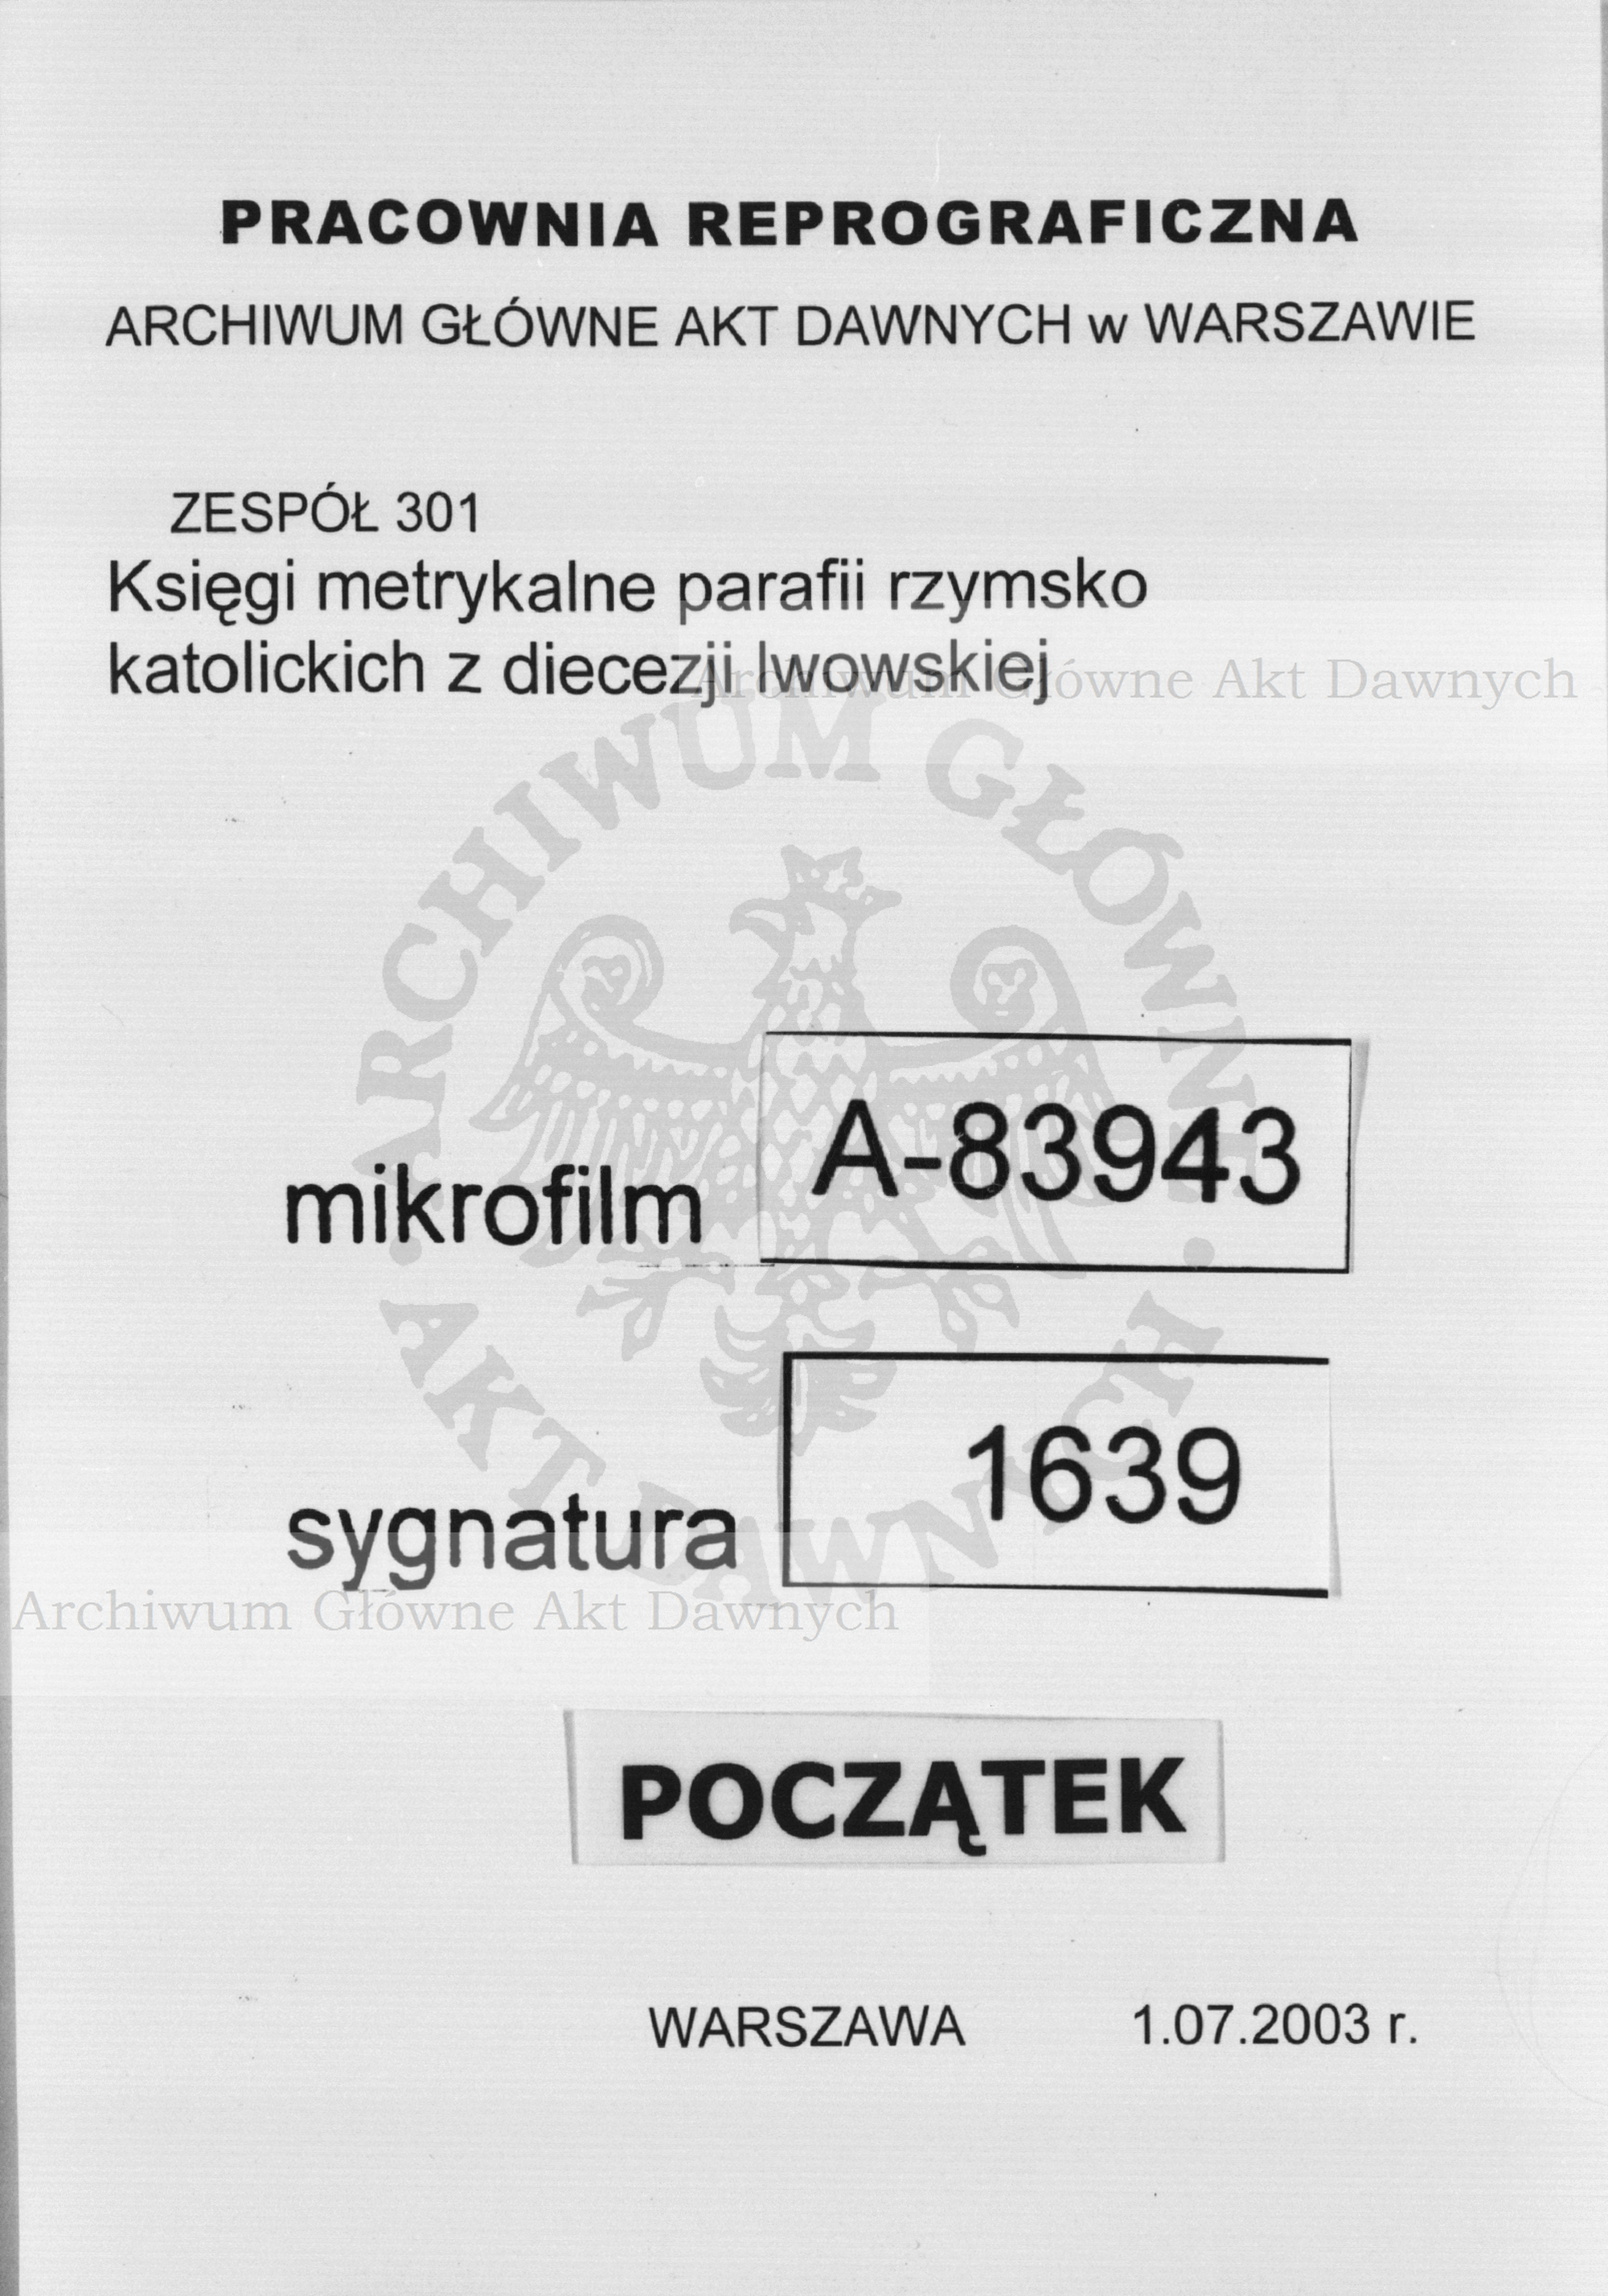 PRACOWNIA REPROGRAFICZNA
ARCHIWUM GŁÓWNE AKT DAWNYCH w WARSZAWIE
ZESPÓŁ 301
Księgi metrykalne parafii rzymsko
katolickich z diecezji lwowskiej
Archiwum Główne Akt Dawnych
ARCHIWUM GŁÓWNE
mikrofilm A-83943
sygnatura 1639
AKT DAWNYCH
Archiwum Główne Akt Dawnych
POCZĄTEK
WARSZAWA 1.07.2003 r.